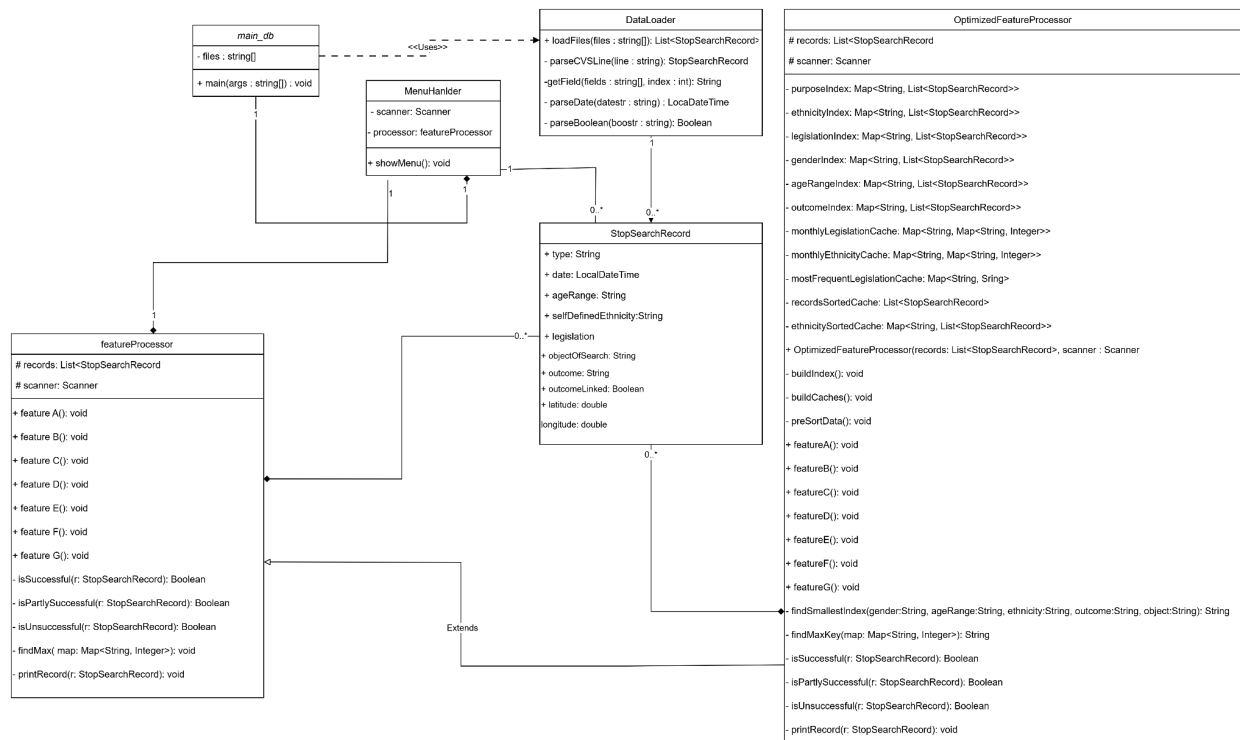 main_db
- files : string[]
+ main(args : string[]) : void
1
<<Uses>>
DataLoader
+ loadFiles(files : string[]): List<StopSearchRecord>
- parseCVSLine(line : string): StopSearchRecord
-getField(fields : string[], index : int): String
- parseDate(datestr : string) : LocaDateTime
- parseBoolean(boostr : string): Boolean
1
0..*
MenuHanlder
- scanner: Scanner
- processor: featureProcessor
+ showMenu(): void
1
1
1
0..*
StopSearchRecord
+ type: String
+ date: LocalDateTime
+ ageRange: String
+ selfDefinedEthnicity:String
+ legislation
+ objectOfSearch: String
+ outcome: String
+ outcomeLinked: Boolean
+ latitude: double
longitude: double
0..*
0..*
1
featureProcessor
# records: List<StopSearchRecord
# scanner: Scanner
+ feature A(): void
+ feature B(): void
+ feature C(): void
+ feature D(): void
+ feature E(): void
+ feature F(): void
+ feature G(): void
- isSuccessful(r: StopSearchRecord): Boolean
- isPartlySuccessful(r: StopSearchRecord): Boolean
- isUnsuccessful(r: StopSearchRecord): Boolean
- findMax( map: Map<String, Integer>): void
- printRecord(r: StopSearchRecord): void
Extends
OptimizedFeatureProcessor
# records: List<StopSearchRecord
# scanner: Scanner
- purposeIndex: Map<String, List<StopSearchRecord>>
- ethnicityIndex: Map<String, List<StopSearchRecord>>
- legislationIndex: Map<String, List<StopSearchRecord>>
- genderIndex: Map<String, List<StopSearchRecord>>
- ageRangeIndex: Map<String, List<StopSearchRecord>>
- outcomeIndex: Map<String, List<StopSearchRecord>>
- monthlyLegislationCache: Map<String, Map<String, Integer>>
- monthlyEthnicityCache: Map<String, Map<String, Integer>>
- mostFrequentLegislationCache: Map<String, Sring>
- recordsSortedCache: List<StopSearchRecord>
- ethnicitySortedCache: Map<String, List<StopSearchRecord>>
+ OptimizedFeatureProcessor(records: List<StopSearchRecord>, scanner : Scanner
- buildIndex(): void
- buildCaches(): void
- preSortData(): void
+ featureA(): void
+ featureB(): void
+ featureC(): void
+ featureD(): void
+ featureE(): void
+ featureF(): void
+ featureG(): void
- findSmallestIndex(gender:String, ageRange:String, ethnicity:String, outcome:String, object:String): String
- findMaxKey(map: Map<String, Integer>): String
- isSuccessful(r: StopSearchRecord): Boolean
- isPartlySuccessful(r: StopSearchRecord): Boolean
- isUnsuccessful(r: StopSearchRecord): Boolean
- printRecord(r: StopSearchRecord): void